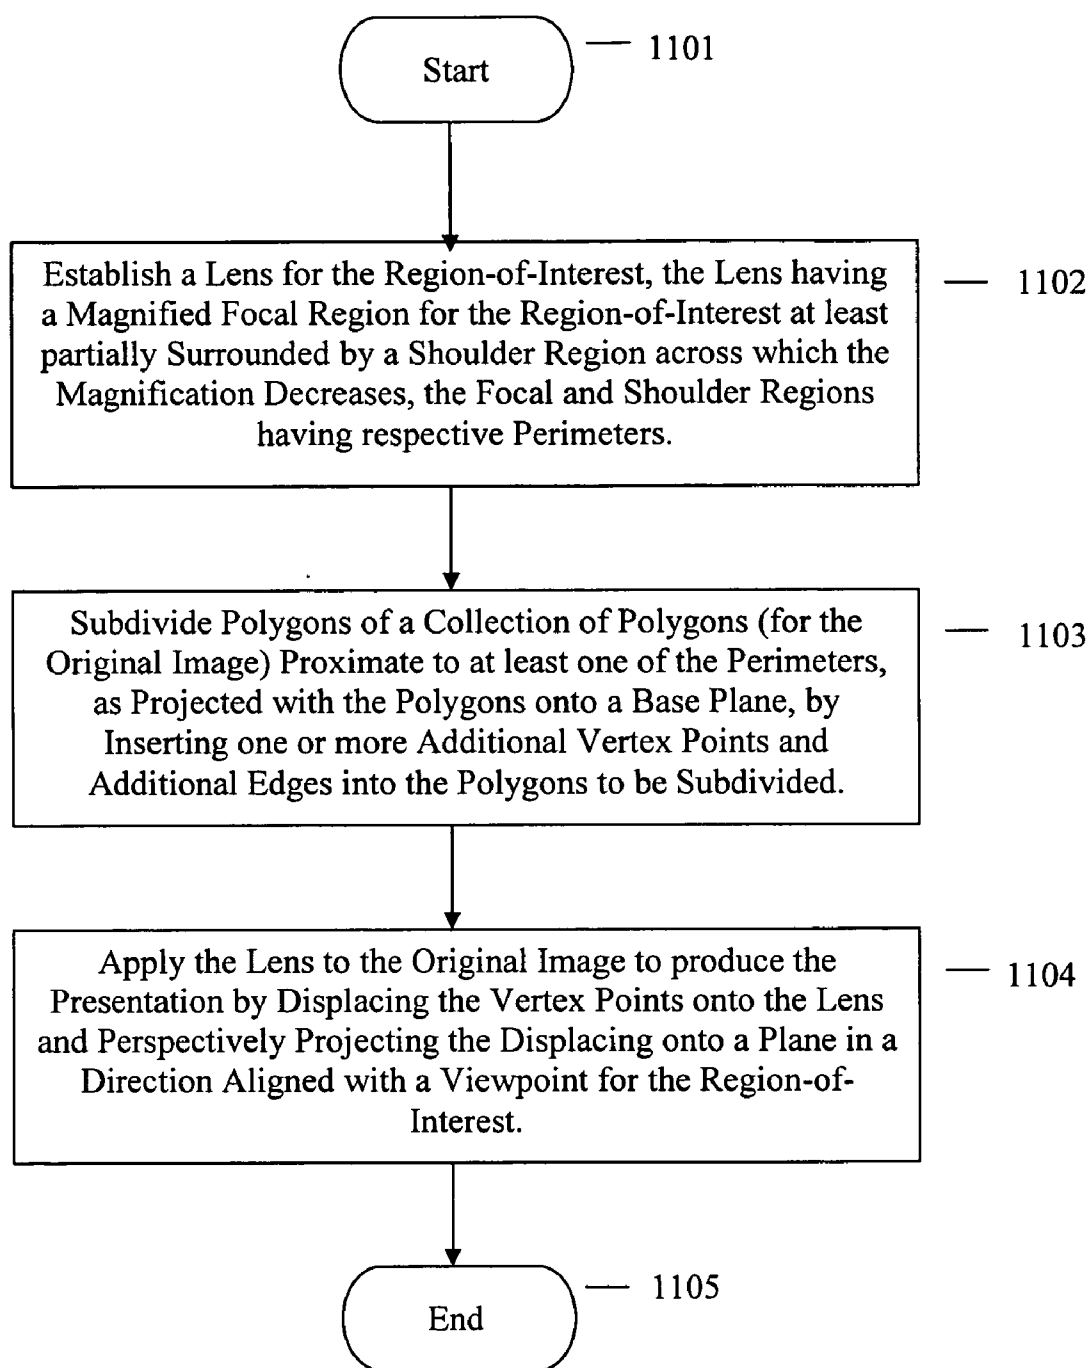 Start
1101
Establish a Lens for the Region-of-Interest, the Lens having
a Magnified Focal Region for the Region-of-Interest at least
partially Surrounded by a Shoulder Region across which the
Magnification Decreases, the Focal and Shoulder Regions
having respective Perimeters.
1102
Subdivide Polygons of a Collection of Polygons (for the
Original Image) Proximate to at least one of the Perimeters,
as Projected with the Polygons onto a Base Plane, by
Inserting one or more Additional Vertex Points and
Additional Edges into the Polygons to be Subdivided.
1103
Apply the Lens to the Original Image to produce the
Presentation by Displacing the Vertex Points onto the Lens
and Perspectively Projecting the Displacing onto a Plane in a
Direction Aligned with a Viewpoint for the Region-of-
Interest.
1104
End
1105